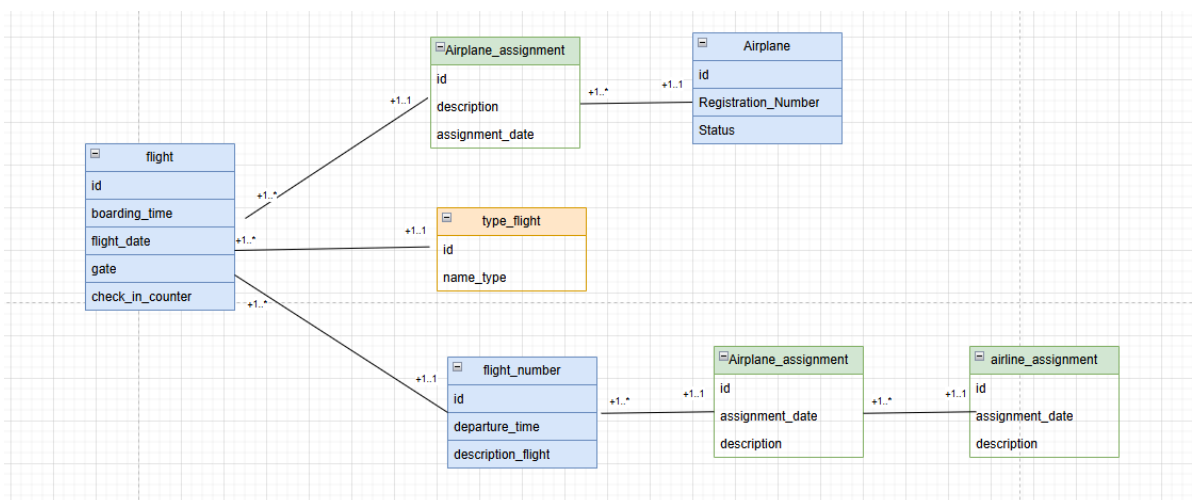 Airplane_assignment
id
description
assignment_date
Airplane
id
Registration_Number
Status
+1..1
+1..*
+1..1
flight
id
boarding_time
flight_date
gate
check_in_counter
+1..*
+1..*
+1..1
+1..*
type_flight
id
name_type
+1..1
flight_number
id
departure_time
description_flight
+1..*
+1..1
Airplane_assignment
id
assignment_date
description
+1..*
+1..1
airline_assignment
id
assignment_date
description